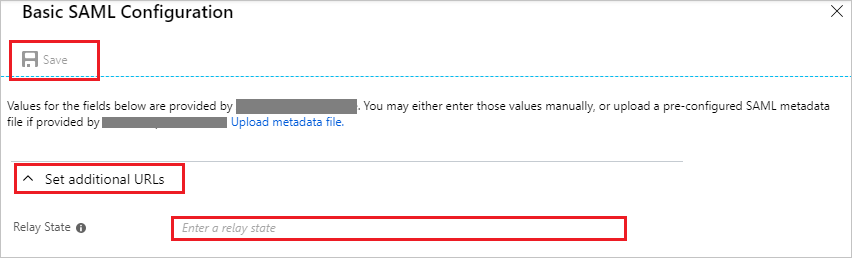 Basic SAML Configuration
Save
Values for the fields below are provided by . You may either enter those values manually, or upload a pre-configured SAML metadata
file if provided by Upload metadata file.
Set additional URLs
Relay State
Enter a relay state